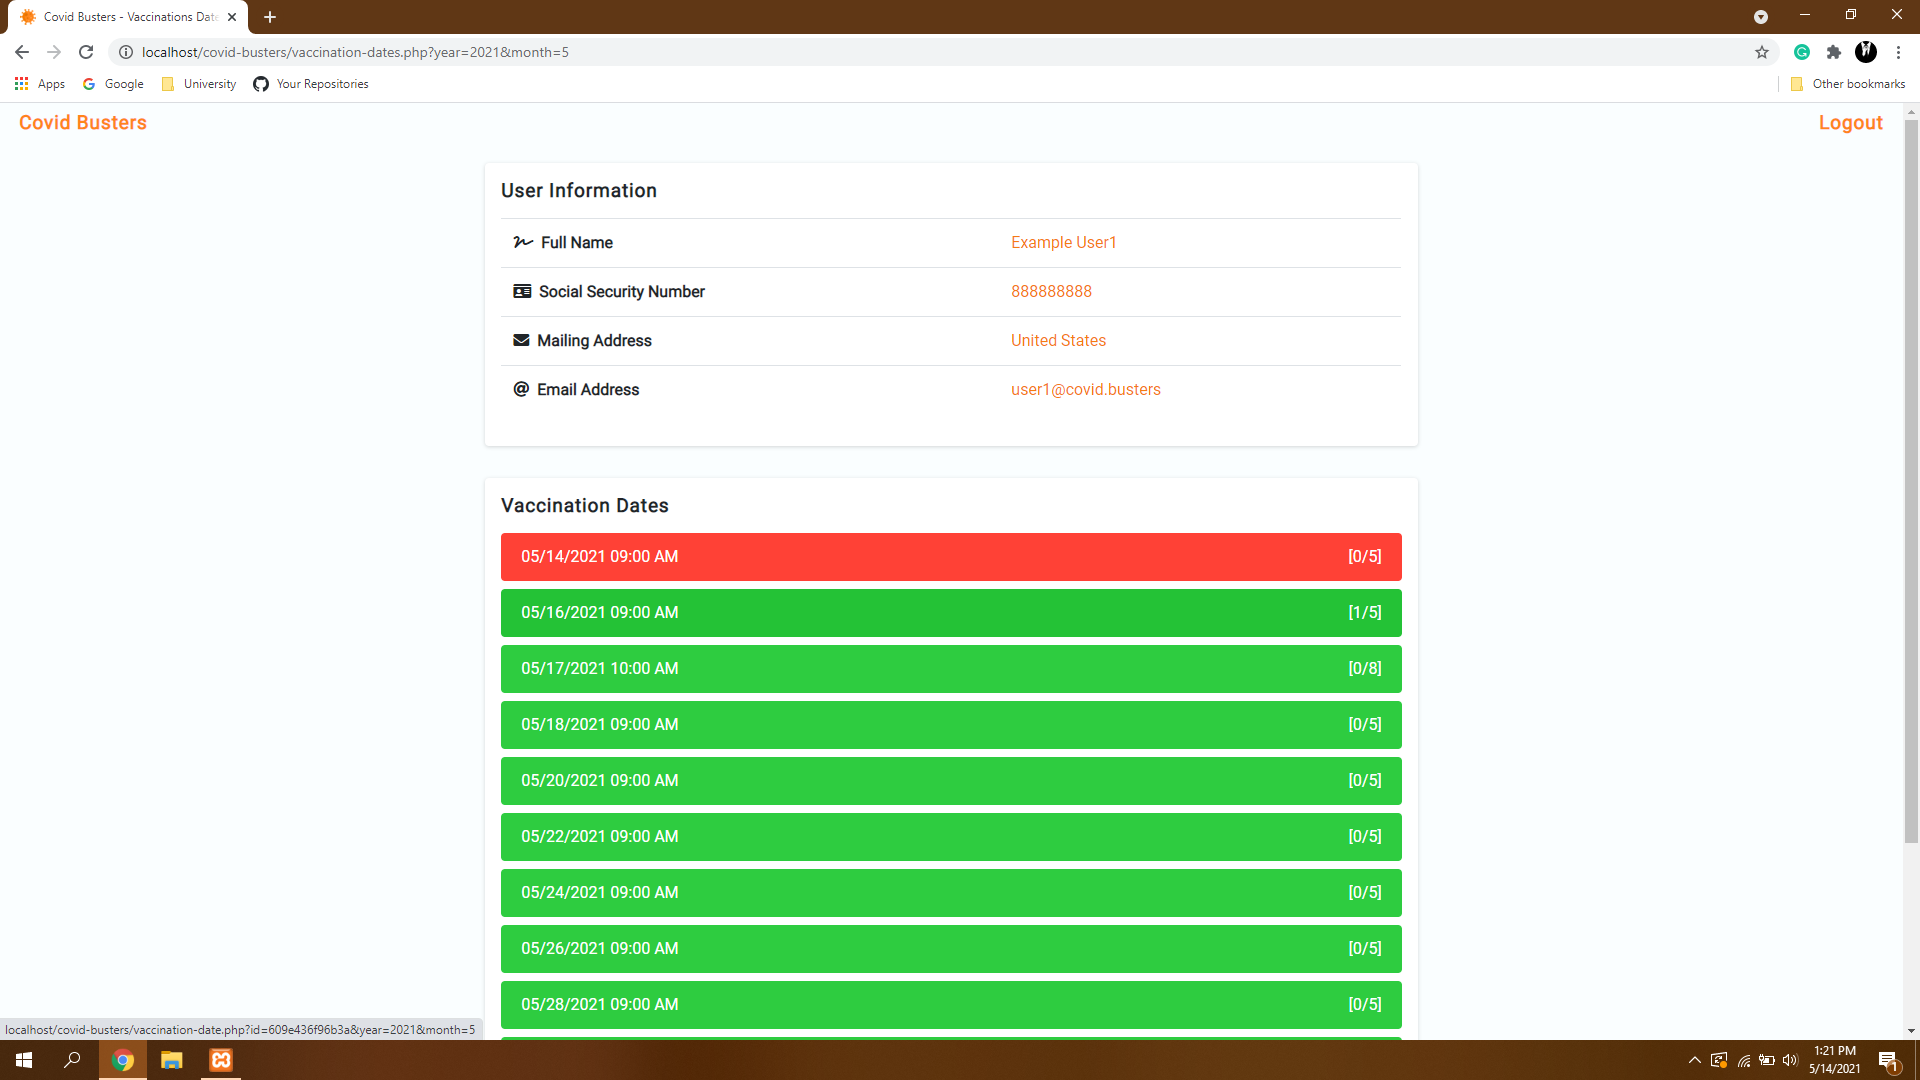 Covid Busters - Vaccinations Date
localhost/covid-busters/vaccination-dates.php?year=2021&month=5
Apps Google University Your Repositories Other bookmarks
Covid Busters Logout
User Information
Full Name Example User1
Social Security Number 888888888
Mailing Address United States
Email Address user1@covid.busters
Vaccination Dates
05/14/2021 09:00 AM [0/5]
05/16/2021 09:00 AM [1/5]
05/17/2021 10:00 AM [0/8]
05/18/2021 09:00 AM [0/5]
05/20/2021 09:00 AM [0/5]
05/22/2021 09:00 AM [0/5]
05/24/2021 09:00 AM [0/5]
05/26/2021 09:00 AM [0/5]
05/28/2021 09:00 AM [0/5]
localhost/covid-busters/vaccination-date.php?id=609e436f96b3a&year=2021&month=5
1:21 PM
5/14/2021
1